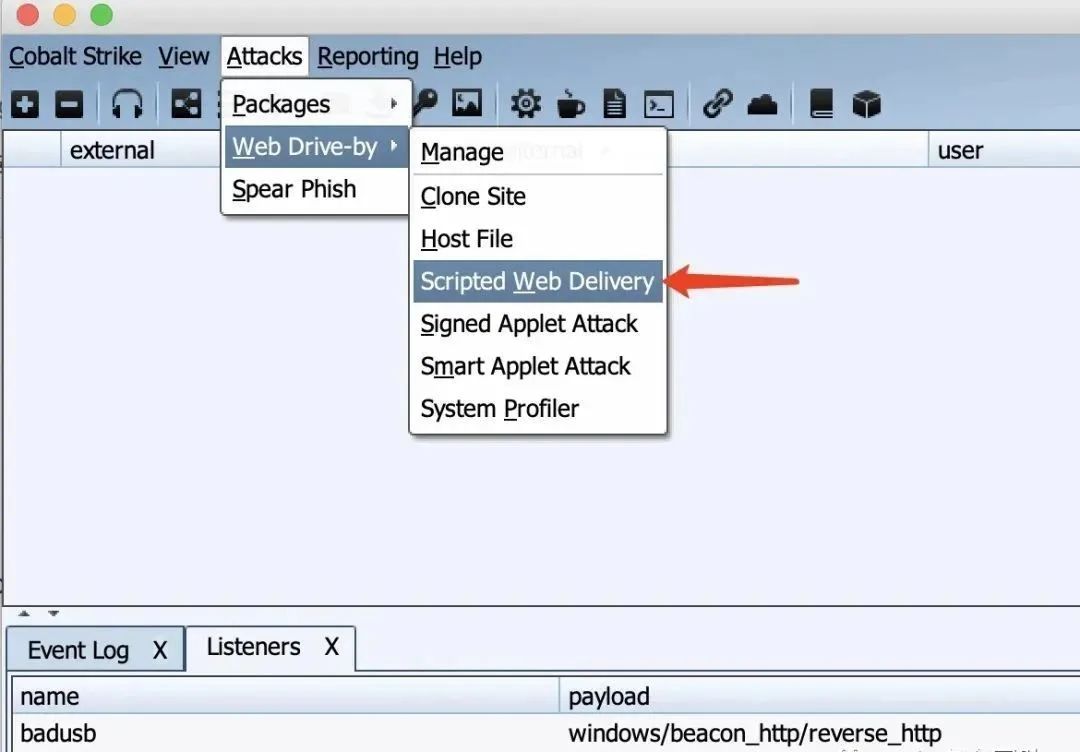 Cobalt Strike View Attacks Reporting Help
Packages
external
Web Drive-by
Manage
user
Spear Phish
Clone Site
Host File
Scripted Web Delivery
Signed Applet Attack
Smart Applet Attack
System Profiler
Event Log X Listeners X
name payload
badusb windows/beacon_http/reverse_http